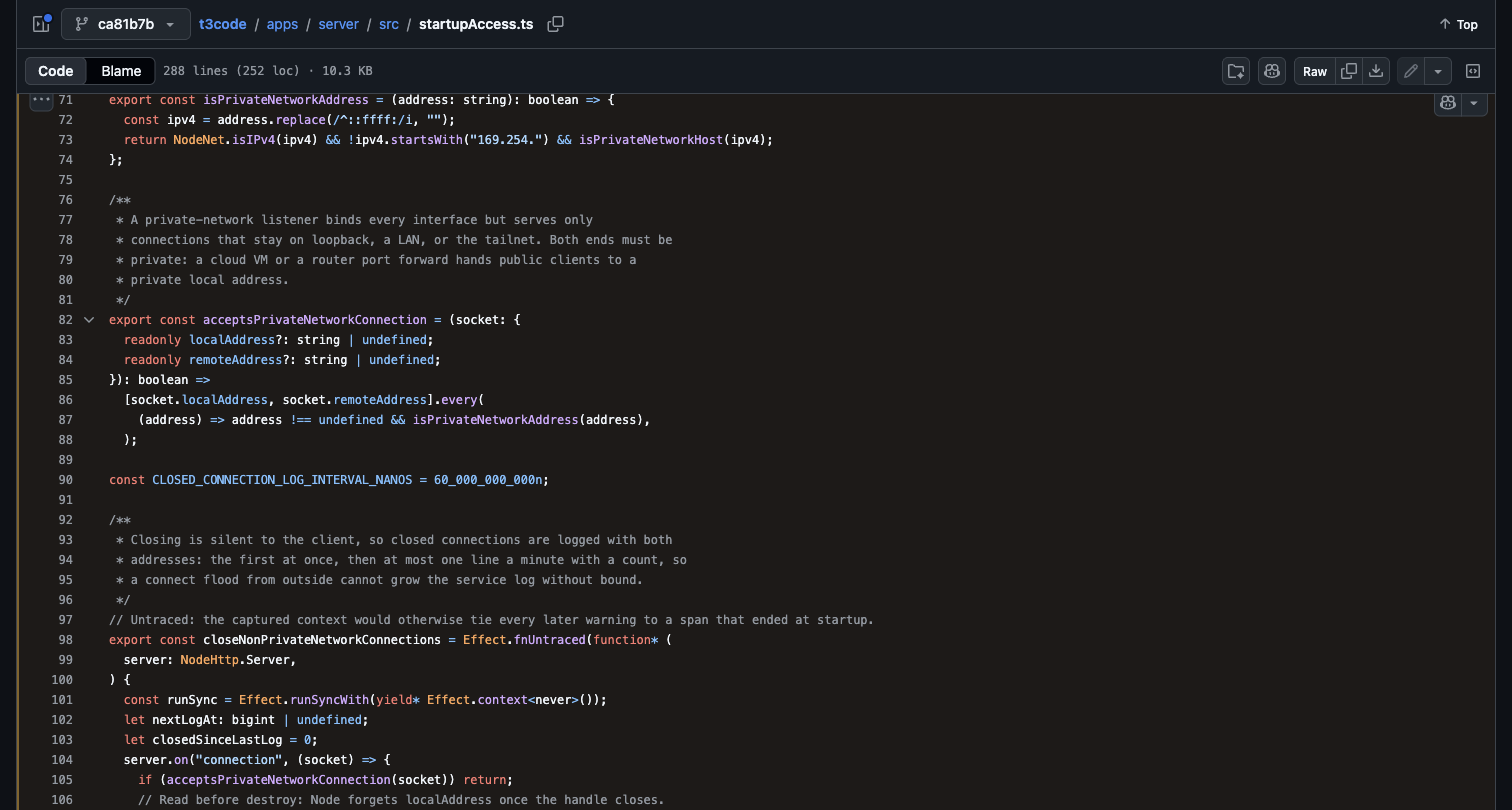 ca81b7b t3code / apps / server / src / startupAccess.ts Top
Code Blame 288 lines (252 loc) · 10.3 KB Raw
71 export const isPrivateNetworkAddress = (address: string): boolean => {
72 const ipv4 = address.replace(/^::ffff:/i, "");
73 return NodeNet.isIPv4(ipv4) && !ipv4.startsWith("169.254.") && isPrivateNetworkHost(ipv4);
74 };
75
76 /**
77 * A private-network listener binds every interface but serves only
78 * connections that stay on loopback, a LAN, or the tailnet. Both ends must be
79 * private: a cloud VM or a router port forward hands public clients to a
80 * private local address.
81 */
82 export const acceptsPrivateNetworkConnection = (socket: {
83 readonly localAddress?: string | undefined;
84 readonly remoteAddress?: string | undefined;
85 }): boolean =>
86 [socket.localAddress, socket.remoteAddress].every(
87 (address) => address !== undefined && isPrivateNetworkAddress(address),
88 );
89
90 const CLOSED_CONNECTION_LOG_INTERVAL_NANOS = 60_000_000_000n;
91
92 /**
93 * Closing is silent to the client, so closed connections are logged with both
94 * addresses: the first at once, then at most one line a minute with a count, so
95 * a connect flood from outside cannot grow the service log without bound.
96 */
97 // Untraced: the captured context would otherwise tie every later warning to a span that ended at startup.
98 export const closeNonPrivateNetworkConnections = Effect.fnUntraced(function* (
99 server: NodeHttp.Server,
100 ) {
101 const runSync = Effect.runSyncWith(yield* Effect.context<never>());
102 let nextLogAt: bigint | undefined;
103 let closedSinceLastLog = 0;
104 server.on("connection", (socket) => {
105 if (acceptsPrivateNetworkConnection(socket)) return;
106 // Read before destroy: Node forgets localAddress once the handle closes.